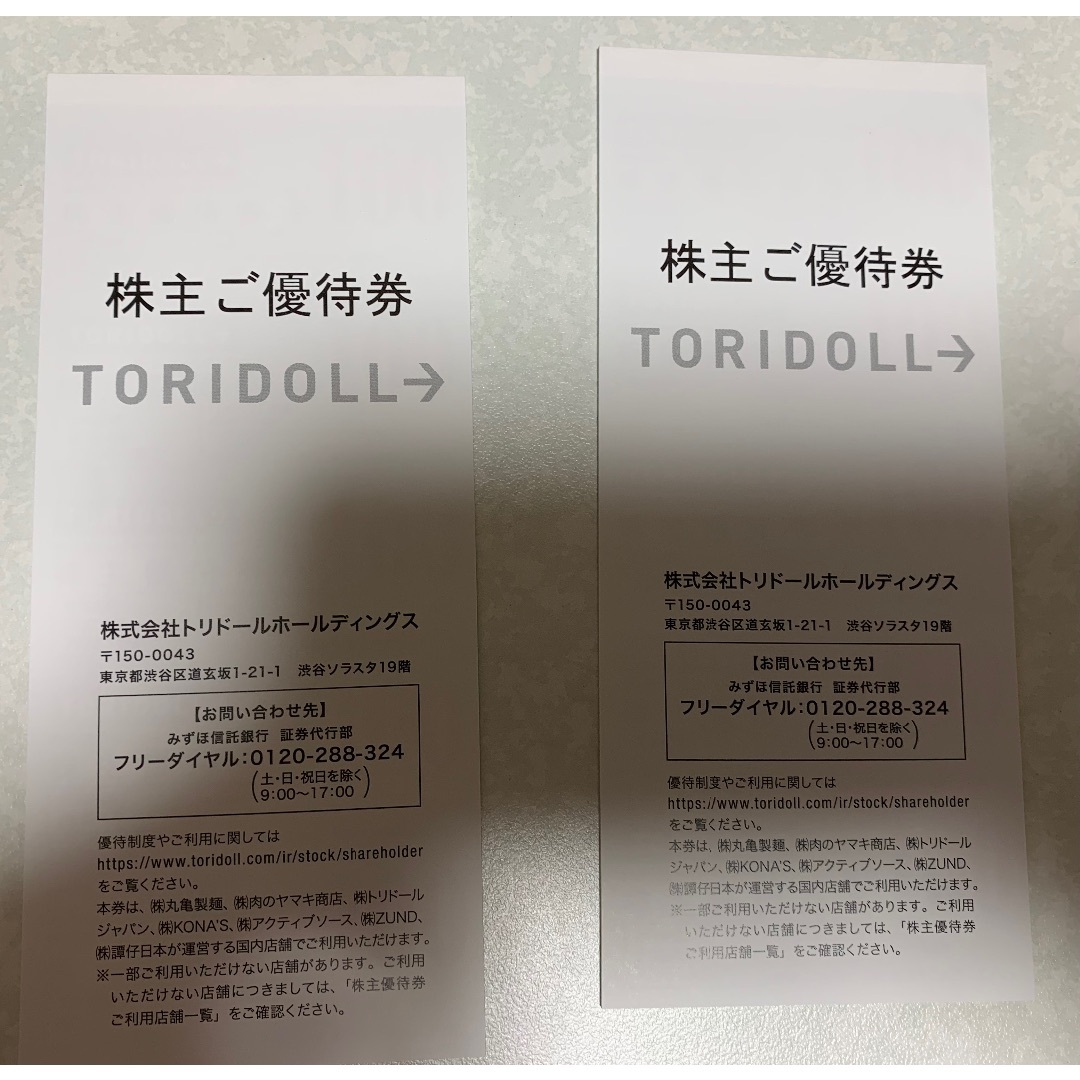 株主ご優待券
TORIDOLL→
株式会社トリドールホールディングス
〒150-0043
東京都渋谷区道玄坂1-21-1 渋谷ソラスタ19階
【お問い合わせ先】
みずほ信託銀行 証券代行部
フリーダイヤル:0120-288-324
(土・日・祝日を除く
9:00〜17:00)
優待制度やご利用に関しては
https://www.toridoll.com/ir/stock/shareholder
をご覧ください。
本券は、㈱丸亀製麺、㈱肉のヤマキ商店、㈱トリドール
ジャパン、㈱KONA'S、㈱アクティブソース、㈱ZUND、
㈱譚仔日本が運営する国内店舗でご利用いただけます。
※一部ご利用いただけない店舗があります。ご利用
いただけない店舗につきましては、「株主優待券
ご利用店舗一覧」をご確認ください。
株主ご優待券
TORIDOLL→
株式会社トリドールホールディングス
〒150-0043
東京都渋谷区道玄坂1-21-1 渋谷ソラスタ19階
【お問い合わせ先】
みずほ信託銀行 証券代行部
フリーダイヤル:0120-288-324
(土・日・祝日を除く
9:00〜17:00)
優待制度やご利用に関しては
https://www.toridoll.com/ir/stock/shareholder
をご覧ください。
本券は、㈱丸亀製麺、㈱肉のヤマキ商店、㈱トリドール
ジャパン、㈱KONA'S、㈱アクティブソース、㈱ZUND、
㈱譚仔日本が運営する国内店舗でご利用いただけます。
※一部ご利用いただけない店舗があります。ご利用
いただけない店舗につきましては、「株主優待券
ご利用店舗一覧」をご確認ください。